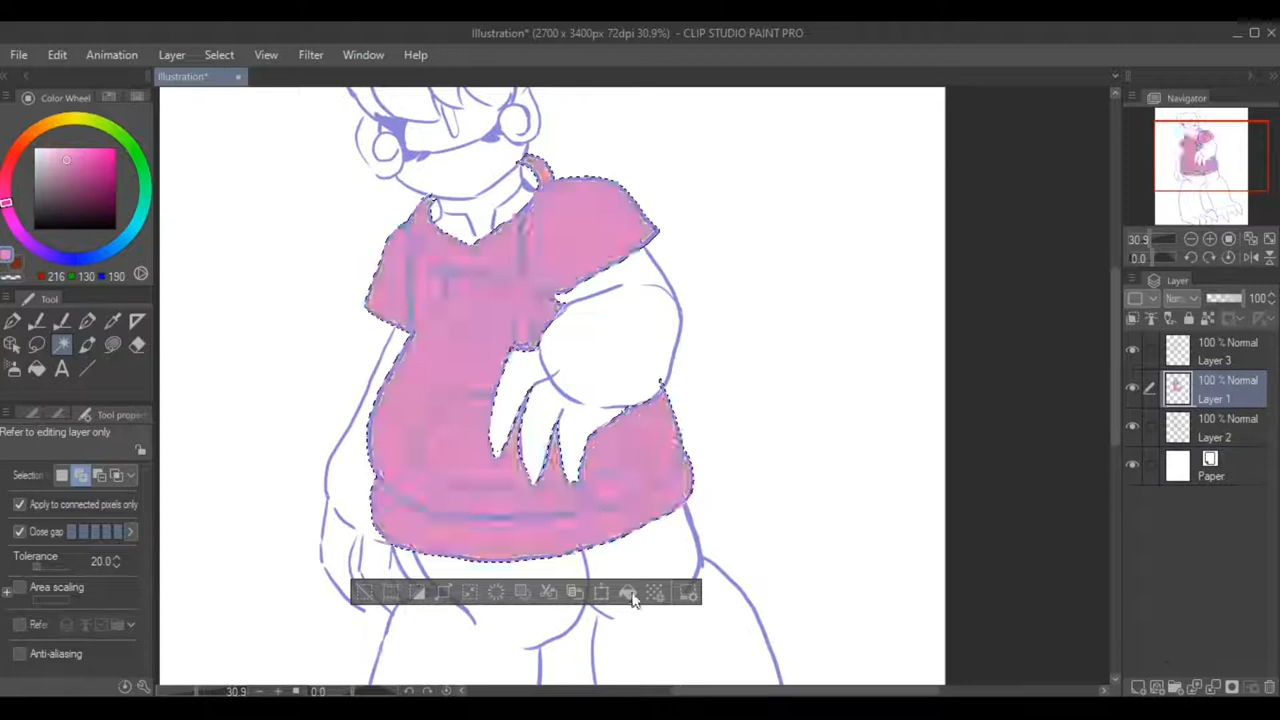 Illustration* (2700 x 3400px 72dpi 30.9%) - CLIP STUDIO PAINT PRO
File Edit Animation Layer Select View Filter Window Help
Illustration*
Color Wheel
Navigator
30.9
0.0
216 130 190
Tool
Layer
Norm 100
100 % Normal
Layer 3
100 % Normal
Layer 1
100 % Normal
Layer 2
Paper
Tool prope
Refer to editing layer only
Selection
Apply to connected pixels only
Close gap
Tolerance 20.0
Area scaling
Refer
Anti-aliasing
30.9 0.0